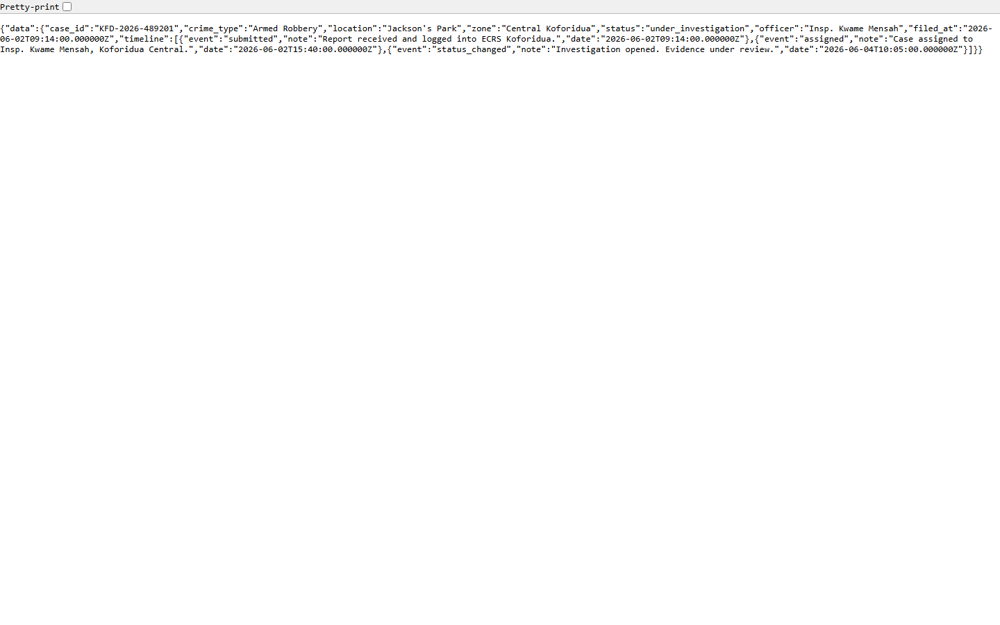 Pretty-print
{"data":{"case_id":"KFD-2026-489201","crime_type":"Armed Robbery","location":"Jackson's Park","zone":"Central Koforidua","status":"under_investigation","officer":"Insp. Kwame Mensah","filed_at":"2026-
06-02T09:14:00.000000Z","timeline":[{"event":"submitted","note":"Report received and logged into ECRS Koforidua.","date":"2026-06-02T09:14:00.000000Z"},{"event":"assigned","note":"Case assigned to
Insp. Kwame Mensah, Koforidua Central.","date":"2026-06-02T15:40:00.000000Z"},{"event":"status_changed","note":"Investigation opened. Evidence under review.","date":"2026-06-04T10:05:00.000000Z"}]}}